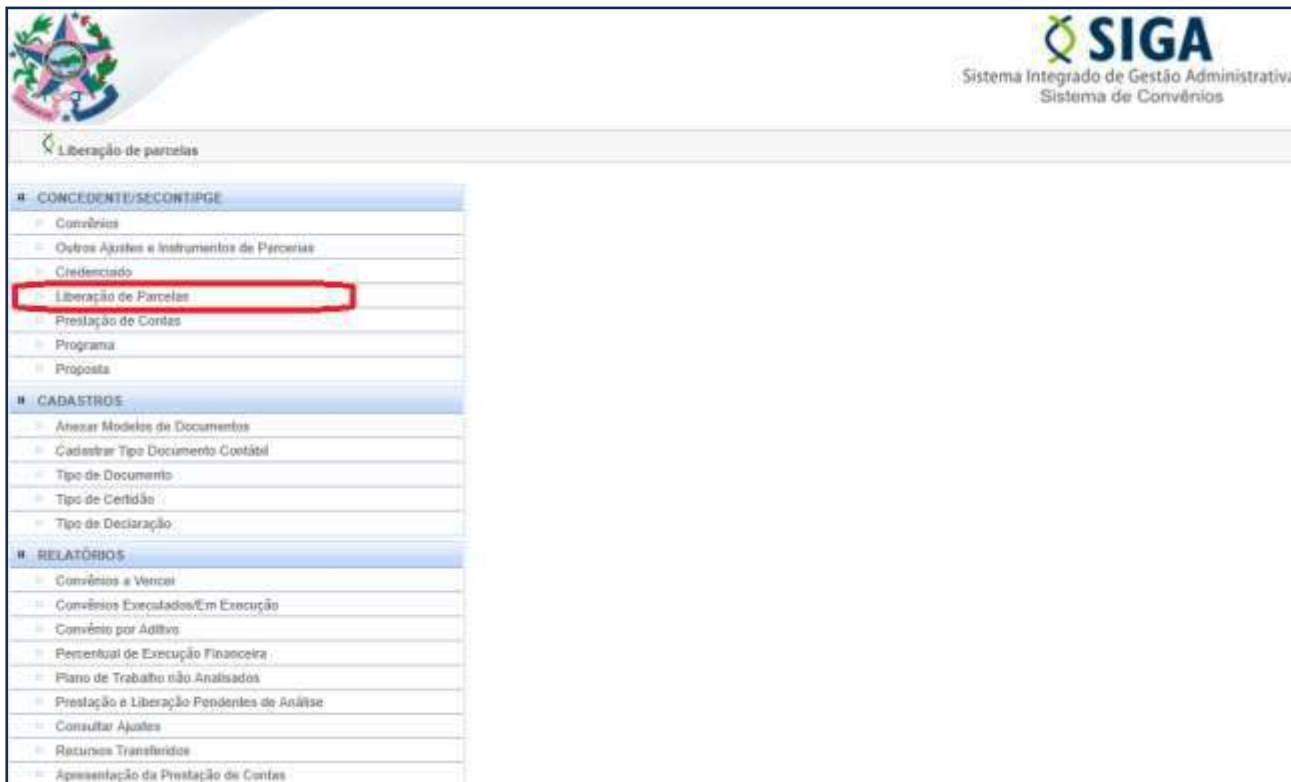 SIGA
Sistema Integrado de Gestão Administrativa
Sistema de Convênios
Liberação de parcelas
CONCEDENTE/SECONT/PGE
Convênios
Outros Ajustes e Instrumentos de Parcerias
Credenciado
Liberação de Parcelas
Prestação de Contas
Programa
Proposta
CADASTROS
Anexar Modelos de Documentos
Cadastrar Tipo Documento Contábil
Tipo de Documento
Tipo de Certidão
Tipo de Declaração
RELATÓRIOS
Convênios a Vencer
Convênios Executados/Em Execução
Convênio por Aditivo
Percentual de Execução Financeira
Plano de Trabalho não Analisados
Prestação e Liberação Pendentes de Análise
Consultar Ajustes
Recursos Transferidos
Apresentação da Prestação de Contas